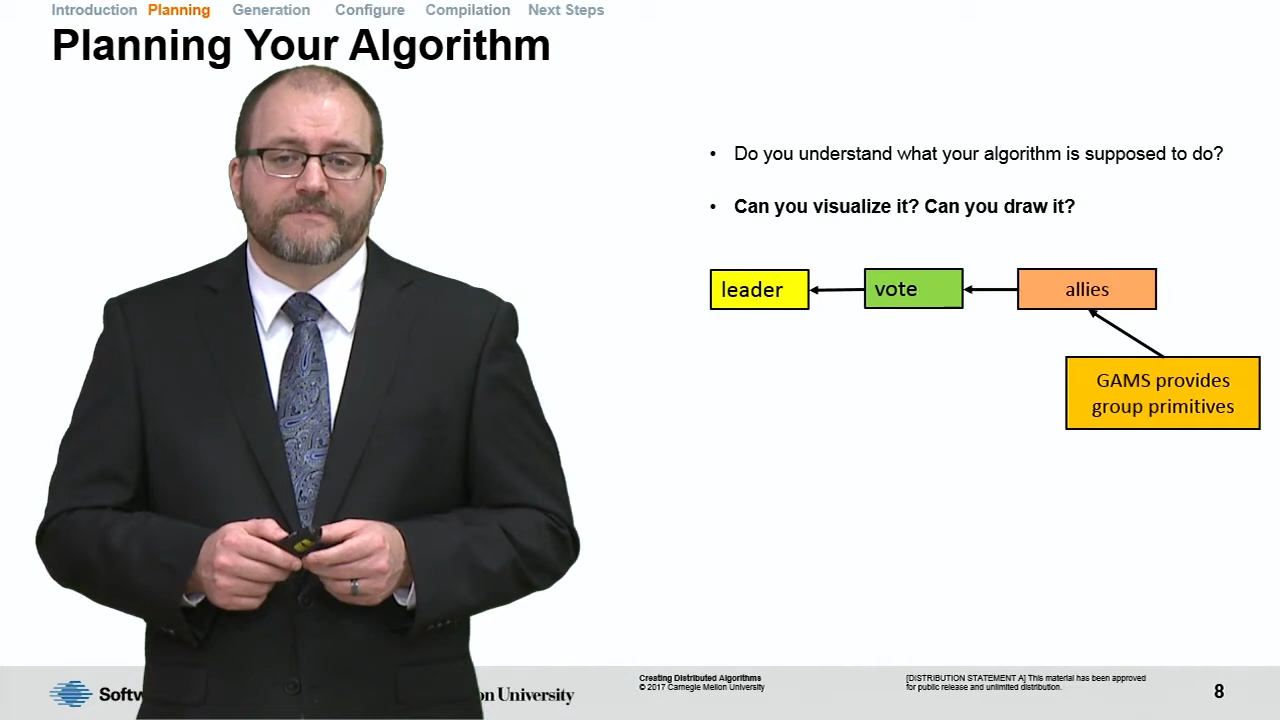 Introduction Planning Generation Configure Compilation Next Steps
Planning Your Algorithm
• Do you understand what your algorithm is supposed to do?
• Can you visualize it? Can you draw it?
leader
vote
allies
GAMS provides
group primitives
University
Creating Distributed Algorithms
© 2017 Carnegie Mellon University
[DISTRIBUTION STATEMENT A] This material has been approved
for public release and unlimited distribution.
8